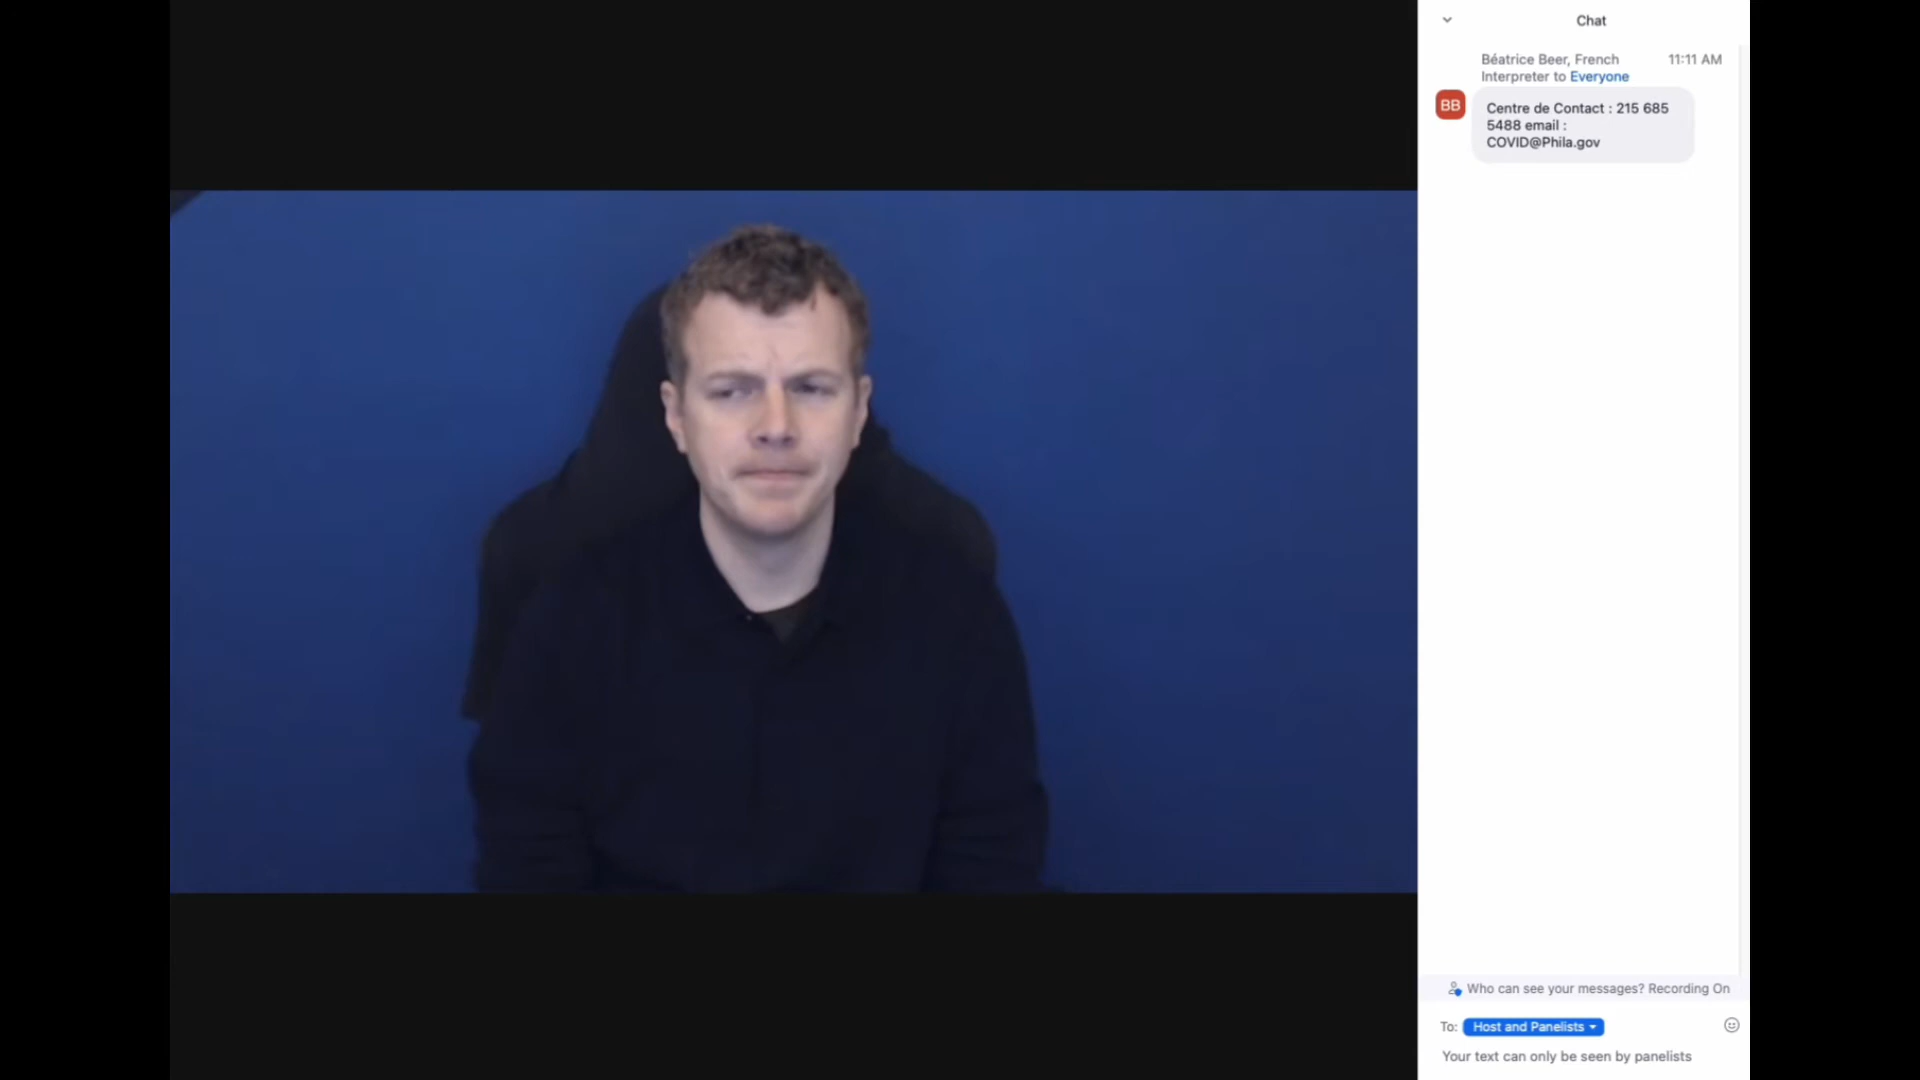 Chat
Béatrice Beer, French 11:11 AM
Interpreter to Everyone
BB
Centre de Contact : 215 685
5488 email :
COVID@Phila.gov
Who can see your messages? Recording On
To: Host and Panelists
Your text can only be seen by panelists